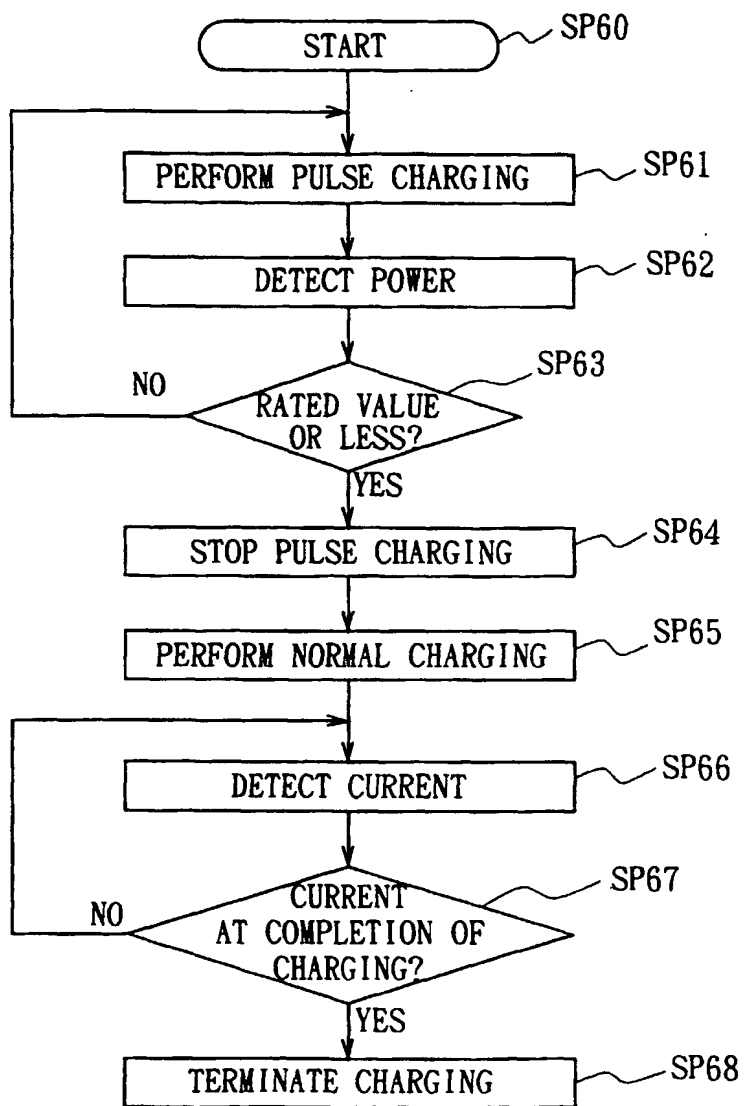 START
SP60
PERFORM PULSE CHARGING
SP61
DETECT POWER
SP62
SP63
NO
RATED VALUE
OR LESS?
YES
STOP PULSE CHARGING
SP64
PERFORM NORMAL CHARGING
SP65
DETECT CURRENT
SP66
SP67
CURRENT
NO
AT COMPLETION OF
CHARGING?
YES
TERMINATE CHARGING
SP68